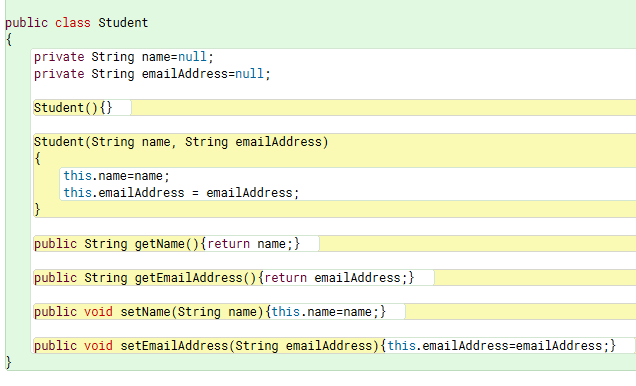 public class Student
{
private String name=null;
private String emailAddress=null;
Student(){}
Student(String name, String emailAddress)
{
this.name=name;
this.emailAddress = emailAddress;
}
public String getName(){return name;}
public String getEmailAddress(){return emailAddress;}
public void setName(String name){this.name=name;}
public void setEmailAddress(String emailAddress){this.emailAddress=emailAddress;}
}